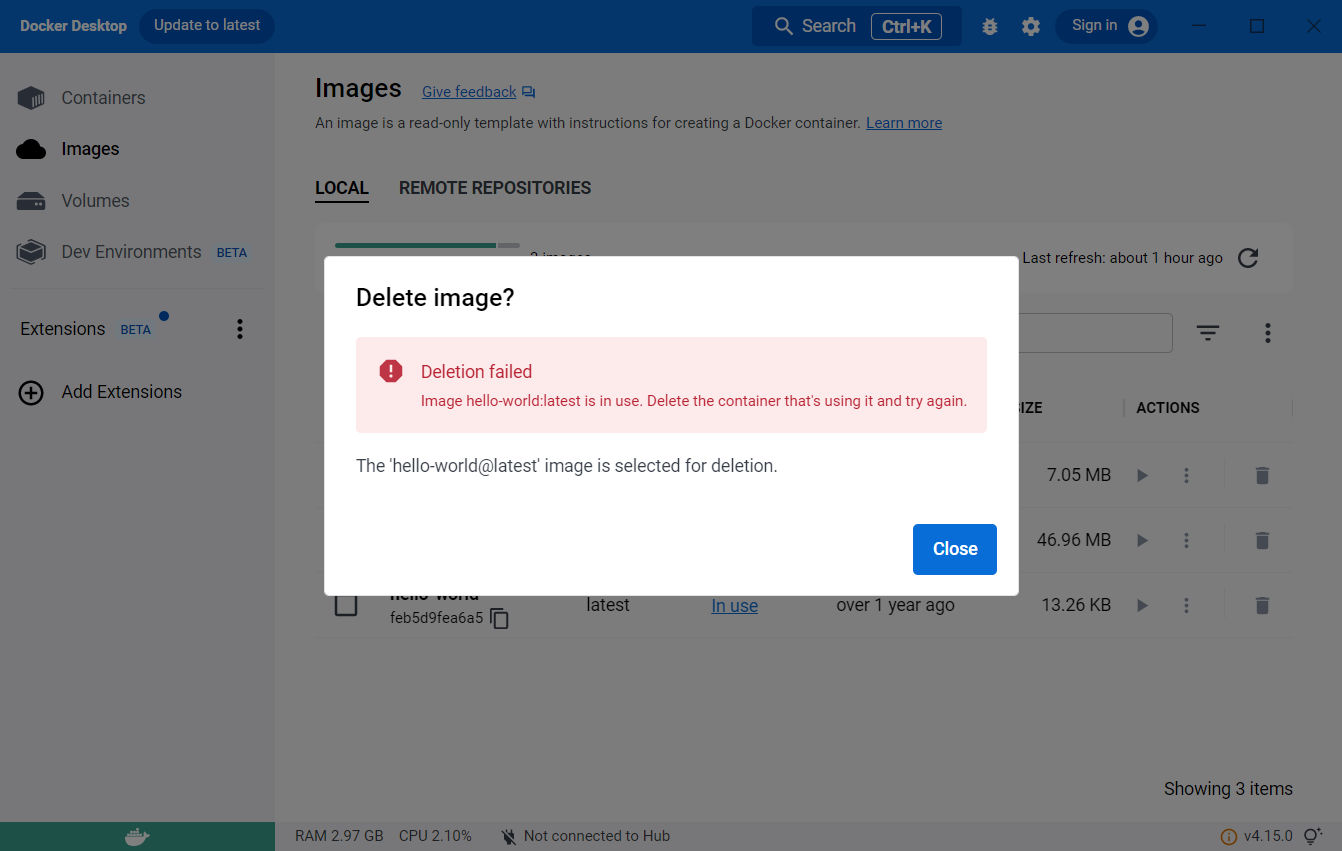 Docker Desktop Update to latest Search Ctrl+K Sign in
Containers
Images
Volumes
Dev Environments BETA
Extensions BETA
Add Extensions
Images Give feedback
An image is a read-only template with instructions for creating a Docker container. Learn more
LOCAL REMOTE REPOSITORIES
Last refresh: about 1 hour ago
Delete image?
Deletion failed
Image hello-world:latest is in use. Delete the container that's using it and try again.
The 'hello-world@latest' image is selected for deletion.
Close
IZE ACTIONS
7.05 MB
46.96 MB
hello-world
feb5d9fea6a5 latest In use over 1 year ago 13.26 KB
Showing 3 items
RAM 2.97 GB CPU 2.10% Not connected to Hub v4.15.0